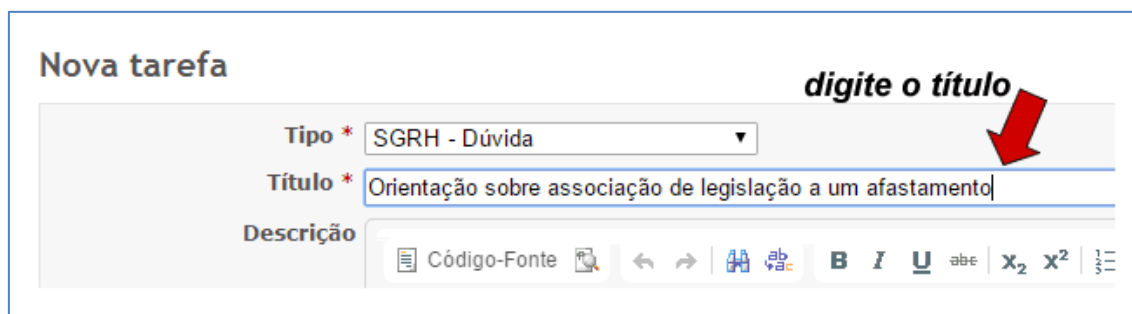 Nova tarefa
digite o título
Tipo * SGRH - Dúvida
Título * Orientação sobre associação de legislação a um afastamento
Descrição
Código-Fonte B I U abc x₂ x²